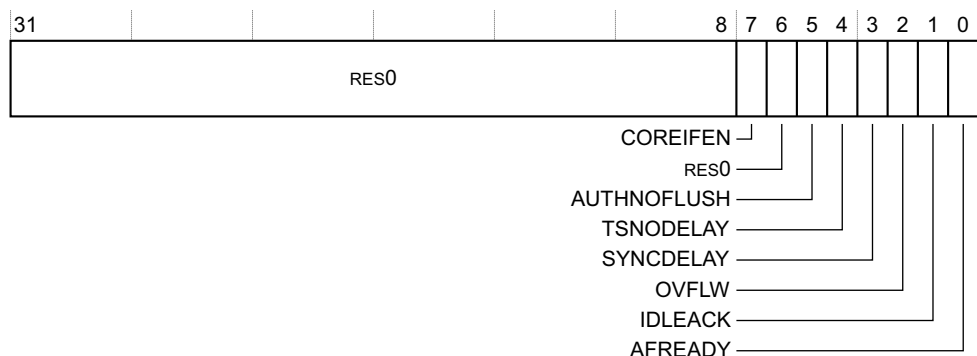 31 8 7 6 5 4 3 2 1 0
RES0
COREIFEN
RES0
AUTHNOFLUSH
TSNODELAY
SYNCDELAY
OVFLW
IDLEACK
AFREADY